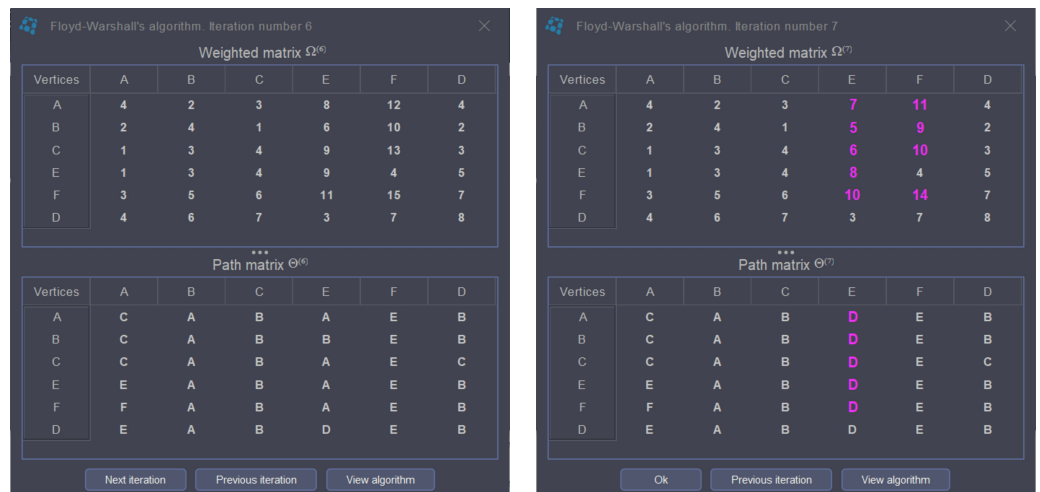 Floyd-Warshall's algorithm. Iteration number 6
Weighted matrix Ω⁽⁶⁾
Vertices A B C E F D
A 4 2 3 8 12 4
B 2 4 1 6 10 2
C 1 3 4 9 13 3
E 1 3 4 9 4 5
F 3 5 6 11 15 7
D 4 6 7 3 7 8
Path matrix Θ⁽⁶⁾
Vertices A B C E F D
A C A B A E B
B C A B B E B
C C A B A E C
E E A B A E B
F F A B A E B
D E A B D E B
Next iteration Previous iteration View algorithm
Floyd-Warshall's algorithm. Iteration number 7
Weighted matrix Ω⁽⁷⁾
Vertices A B C E F D
A 4 2 3 7 11 4
B 2 4 1 5 9 2
C 1 3 4 6 10 3
E 1 3 4 8 4 5
F 3 5 6 10 14 7
D 4 6 7 3 7 8
Path matrix Θ⁽⁷⁾
Vertices A B C E F D
A C A B D E B
B C A B D E B
C C A B D E C
E E A B D E B
F F A B D E B
D E A B D E B
Ok Previous iteration View algorithm